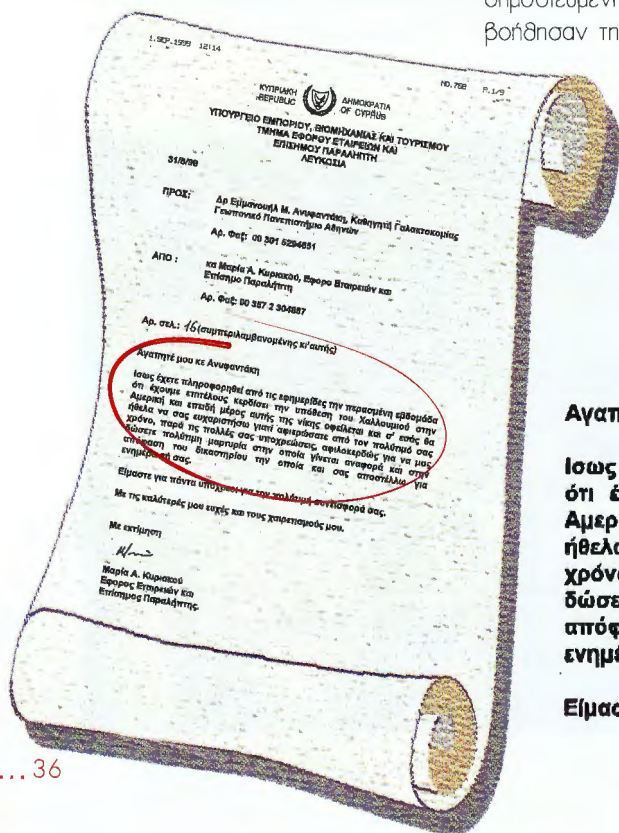 δημοσιευμένη
βοήθησαν τη
1.SEP.1999 12:14
NO.768 P.1/9
ΚΥΠΡΙΑΚΗ ΔΗΜΟΚΡΑΤΙΑ
REPUBLIC OF CYPRUS
ΥΠΟΥΡΓΕΙΟ ΕΜΠΟΡΙΟΥ, ΒΙΟΜΗΧΑΝΙΑΣ ΚΑΙ ΤΟΥΡΙΣΜΟΥ
ΤΜΗΜΑ ΕΦΟΡΟΥ ΕΤΑΙΡΕΙΩΝ ΚΑΙ
ΕΠΙΣΗΜΟΥ ΠΑΡΑΛΗΠΤΗ
ΛΕΥΚΩΣΙΑ
31/8/99
ΠΡΟΣ: Δρ Εμμανουήλ Μ. Ανυφαντάκη, Καθηγητή Γαλακτοκομίας
Γεωπονικό Πανεπιστήμιο Αθηνών
Αρ. Φαξ: 00 301 5294651
ΑΠΟ : κα Μαρία Α. Κυριακού, Εφορο Εταιρειών και
Επίσημο Παραλήπτη
Αρ. Φαξ: 00 357 2 304887
Αρ. σελ.: 16 (συμπεριλαμβανομένης κι'αυτής)
Αγαπητέ μου κε Ανυφαντάκη
Ισως έχετε πληροφορηθεί από τις εφημερίδες την περασμένη εβδομάδα
ότι έχουμε επιτέλους κερδίσει την υπόθεση του Χαλλουμιού στην
Αμερική και επειδή μέρος αυτής της νίκης οφείλεται και σ' εσάς θα
ήθελα να σας ευχαριστήσω γιατί αφιερώσατε από τον πολύτιμό σας
χρόνο, παρά τις πολλές σας υποχρεώσεις, αφιλοκερδώς για να μας
δώσετε πολύτιμη μαρτυρία στην οποία γίνεται αναφορά και στην
απόφαση του δικαστηρίου την οποία και σας αποστέλλω για
ενημέρωσή σας.
Είμαστε για πάντα υπόχρεοι για την πολύτιμη συνεισφορά σας.
Με τις καλύτερές μου ευχές και τους χαιρετισμούς μου.
Με εκτίμηση
Μαρία Α. Κυριακού
Εφορος Εταιρειών και
Επίσημος Παραλήπτης.
Αγαπ
Ισως
ότι έ
Αμερ
ήθελα
χρόνο
δώσε
απόφ
ενημέ
Είμασ
...36